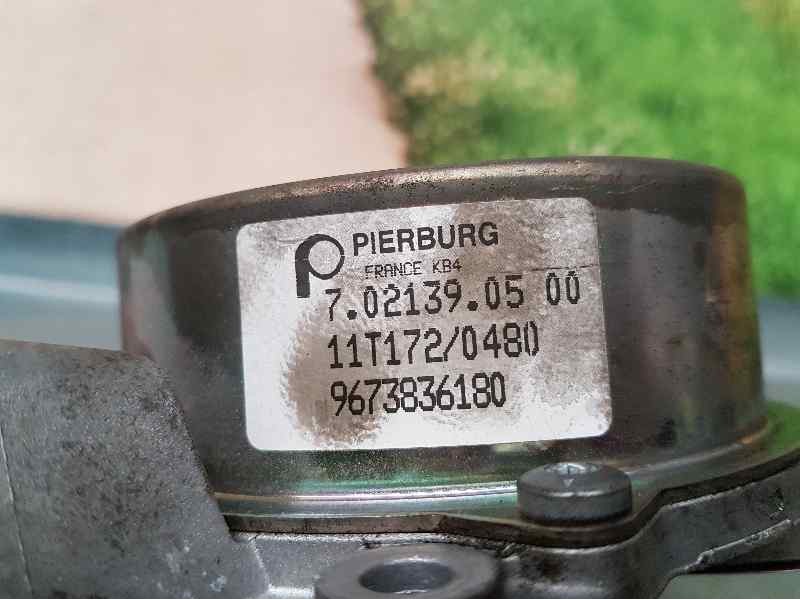 PIERBURG
FRANCE KB4
7.02139.05 00
11T172/0480
9673836180